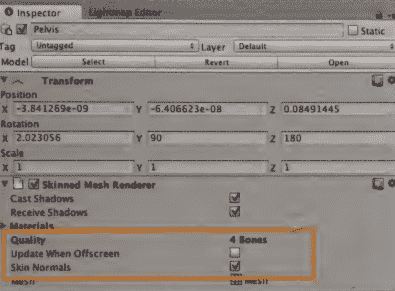 Inspector Lightmap Editor
Pelvis Static
Tag Untagged Layer Default
Model Select Revert Open
Transform
Position
X -3.841269e-09 Y -6.406623e-08 Z 0.08491445
Rotation
X 2.023056 Y 90 Z 180
Scale
X 1 Y 1 Z 1
Skinned Mesh Renderer
Cast Shadows
Receive Shadows
Materials
Quality 4 Bones
Update When Offscreen
Skin Normals
Mesh Mesh